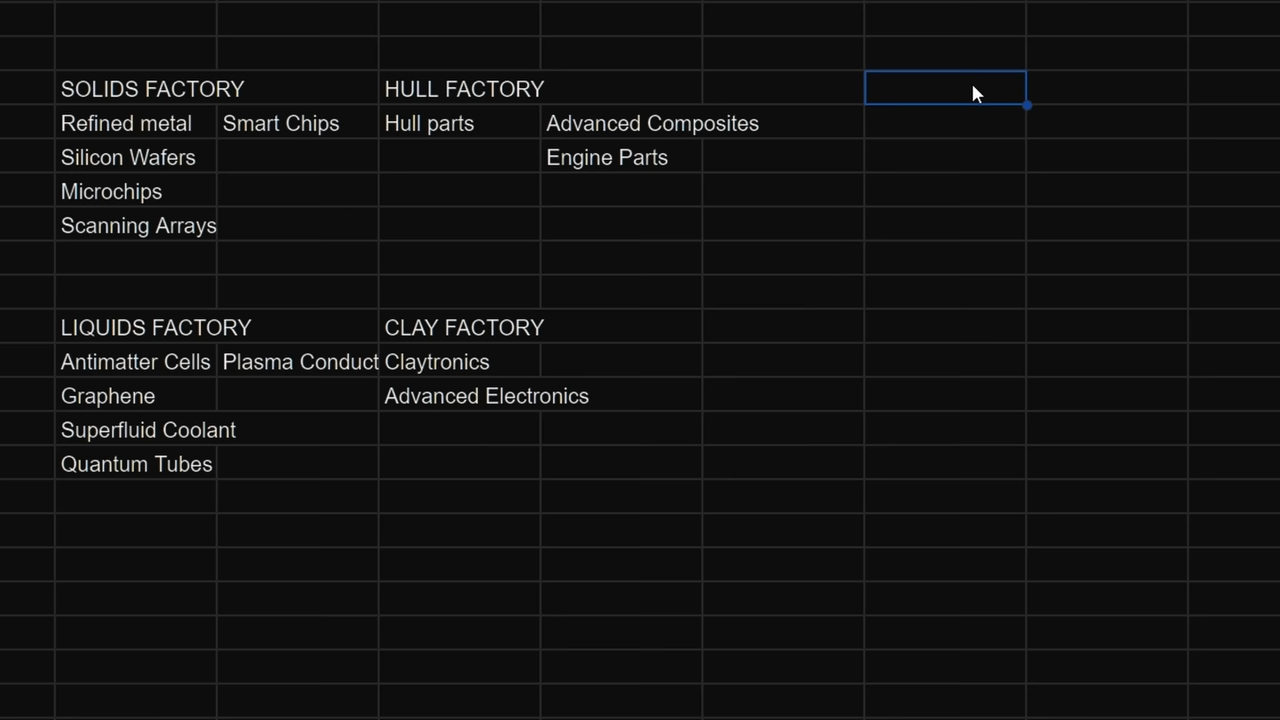 SOLIDS FACTORY HULL FACTORY
Refined metal Smart Chips Hull parts Advanced Composites
Silicon Wafers Engine Parts
Microchips
Scanning Arrays
LIQUIDS FACTORY CLAY FACTORY
Antimatter Cells Plasma Conduct Claytronics
Graphene Advanced Electronics
Superfluid Coolant
Quantum Tubes